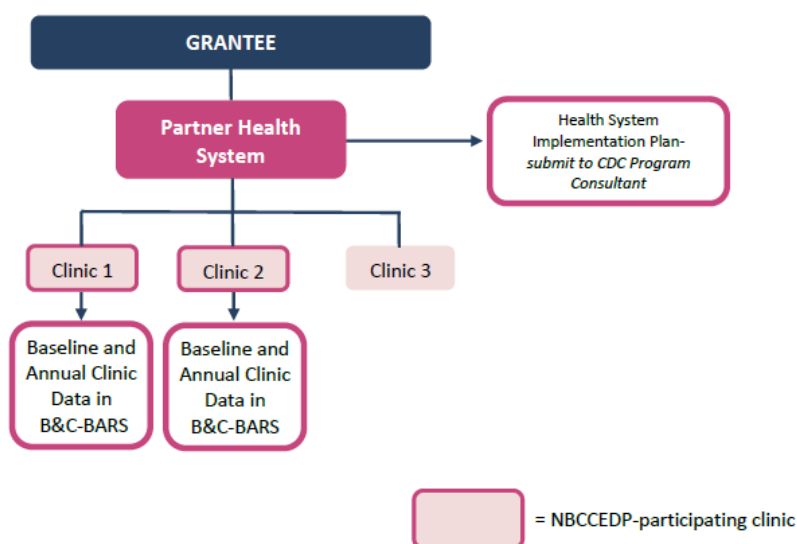 GRANTEE
Partner Health
System
Health System
Implementation Plan-
submit to CDC Program
Consultant
Clinic 1
Clinic 2
Clinic 3
Baseline and
Annual Clinic
Data in
B&C-BARS
Baseline and
Annual Clinic
Data in
B&C-BARS
= NBCCEDP-participating clinic